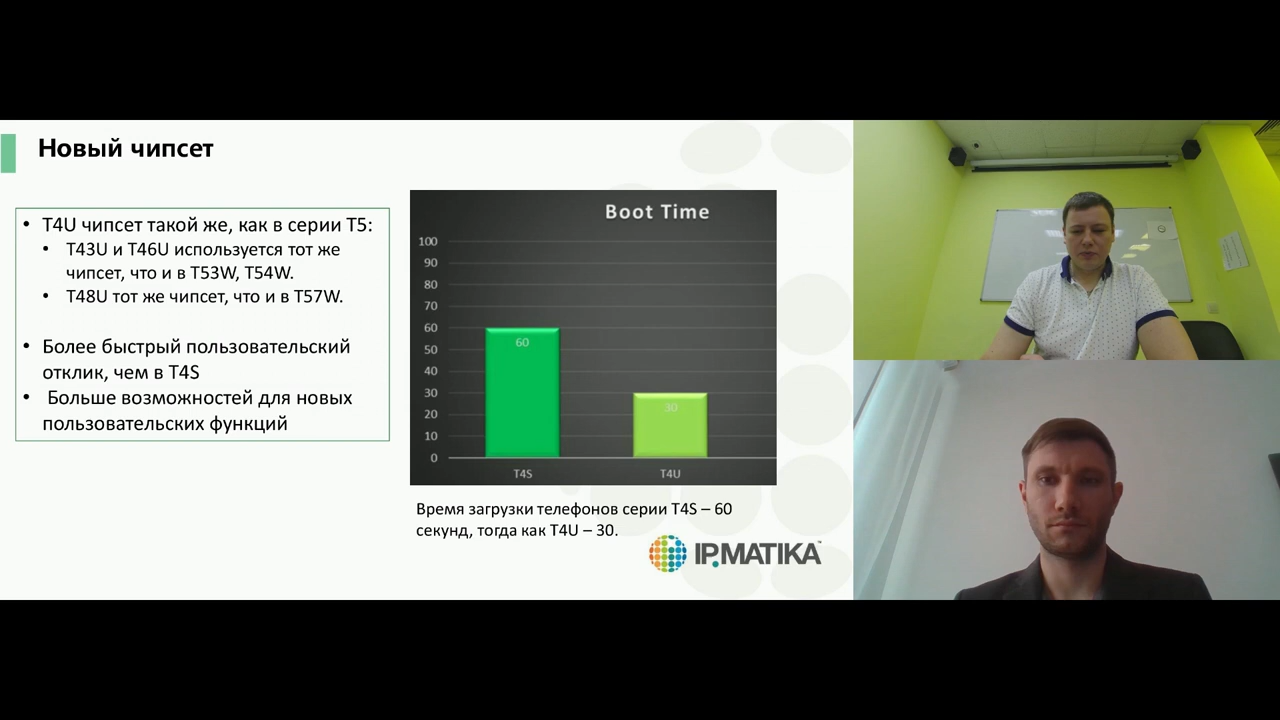 Новый чипсет
• T4U чипсет такой же, как в серии T5:
• T43U и T46U используется тот же
чипсет, что и в T53W, T54W.
• T48U тот же чипсет, что и в T57W.
• Более быстрый пользовательский
отклик, чем в T4S
• Больше возможностей для новых
пользовательских функций
Boot Time
100
90
80
70
60
50
40
30
20
10
0
60
30
T4S
T4U
Время загрузки телефонов серии T4S – 60
секунд, тогда как T4U – 30.
IP.MATIKA™